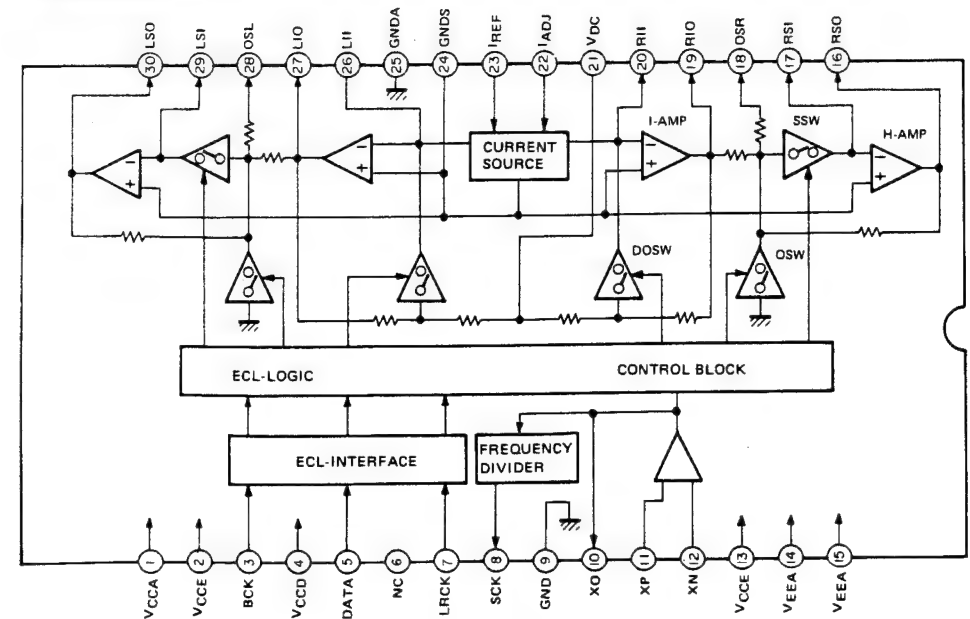 LSO
LSI
OSL
LIO
LII
GNDA
GNDS
IREF
IADJ
VDC
RII
RIO
OSR
RSI
RSO
30
29
28
27
26
25
24
23
22
21
20
19
18
17
16
I-AMP
SSW
H-AMP
CURRENT
SOURCE
−
+
−
+
−
+
−
+
DOSW
OSW
ECL-LOGIC
CONTROL BLOCK
ECL-INTERFACE
FREQUENCY
DIVIDER
1
2
3
4
5
6
7
8
9
10
11
12
13
14
15
VCCA
VCCE
BCK
VCCD
DATA
NC
LRCK
SCK
GND
XO
XP
XN
VCCE
VEEA
VEEA